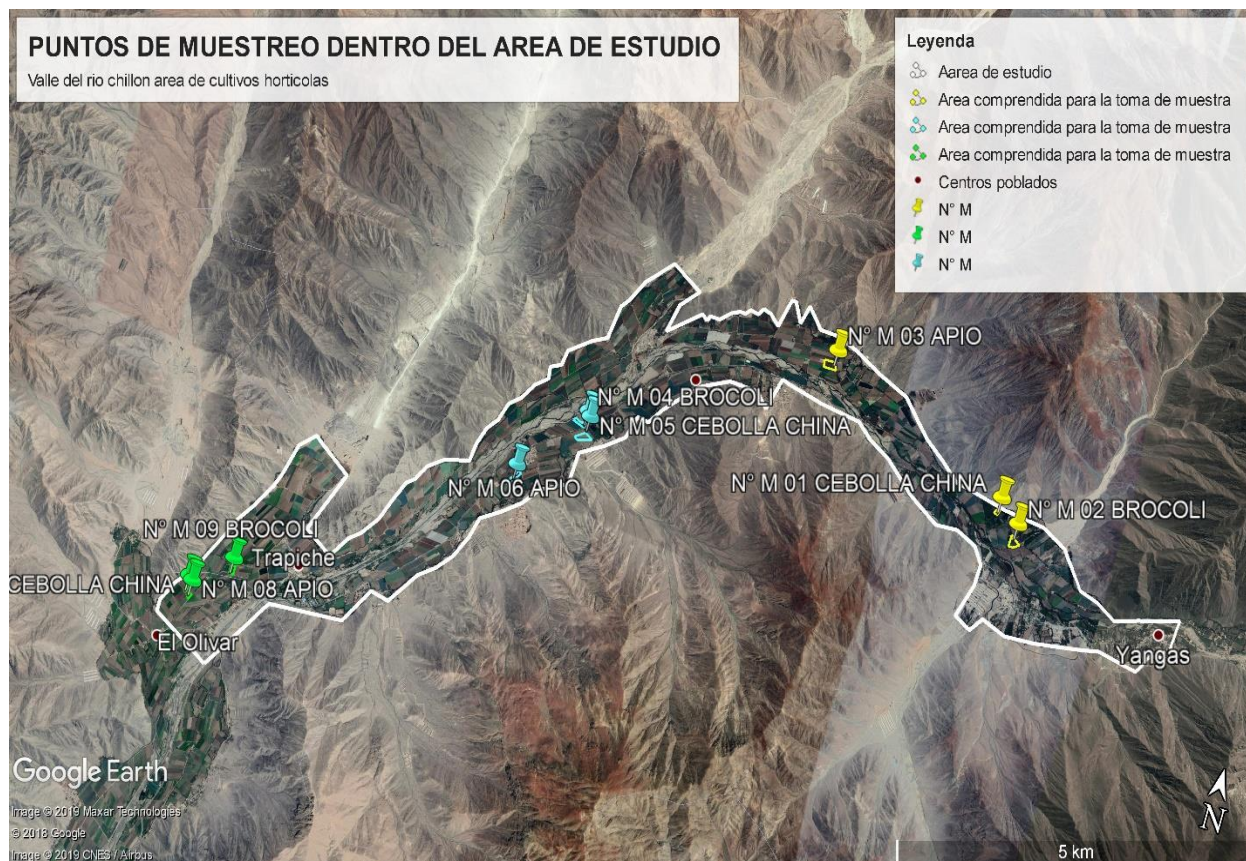 PUNTOS DE MUESTREO DENTRO DEL AREA DE ESTUDIO
Valle del rio chillon area de cultivos horticolas
Leyenda
Aarea de estudio
Area comprendida para la toma de muestra
Area comprendida para la toma de muestra
Area comprendida para la toma de muestra
Centros poblados
N° M
N° M
N° M
N° M 03 APIO
N° M 04 BROCOLI
N° M 05 CEBOLLA CHINA
N° M 01 CEBOLLA CHINA
N° M 06 APIO
N° M 02 BROCOLI
N° M 09 BROCOLI
Trapiche
CEBOLLA CHINA
N° M 08 APIO
El Olivar
Yangas
Google Earth
Image © 2019 Maxar Technologies
© 2018 Google
Image © 2019 CNES / Airbus
N
5 km